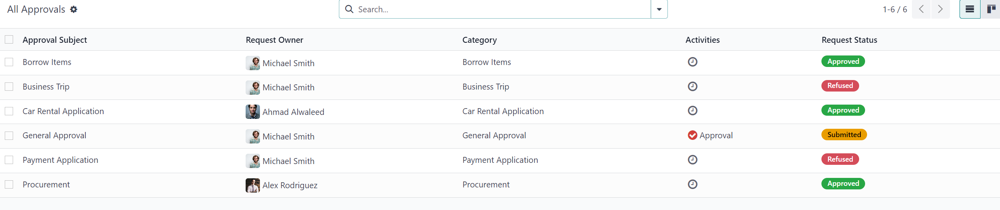 All Approvals
Search...
1-6 / 6
Approval Subject Request Owner Category Activities Request Status
Borrow Items Michael Smith Borrow Items Approved
Business Trip Michael Smith Business Trip Refused
Car Rental Application Ahmad Alwaleed Car Rental Application Approved
General Approval Michael Smith General Approval Approval Submitted
Payment Application Michael Smith Payment Application Refused
Procurement Alex Rodriguez Procurement Approved